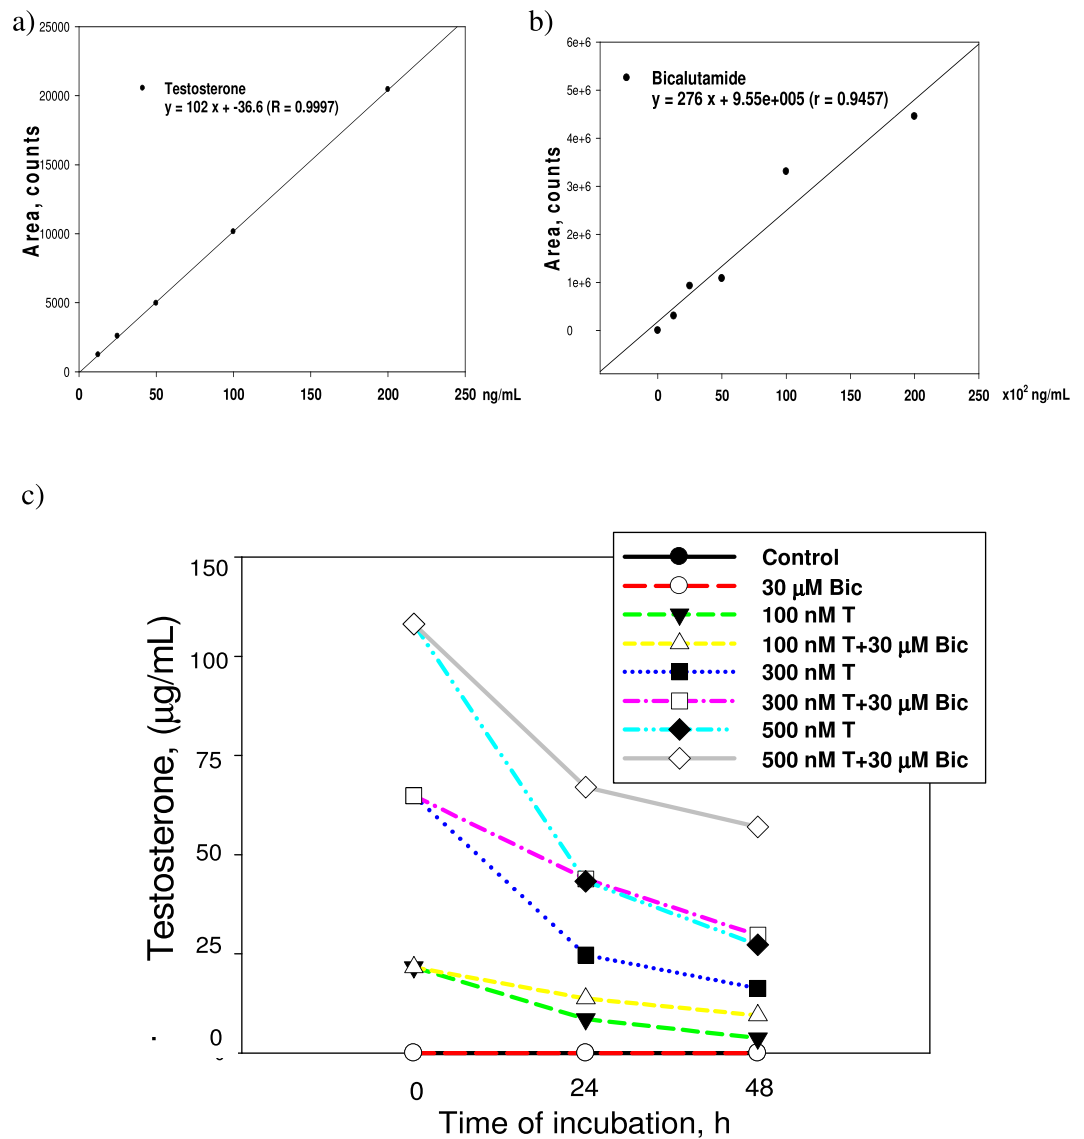 a)
25000
20000
15000
10000
5000
0
Area, counts
Testosterone
y = 102 x + -36.6 (R = 0.9997)
0 50 100 150 200 250 ng/mL
b)
6e+6
5e+6
4e+6
3e+6
2e+6
1e+6
0
Area, counts
Bicalutamide
y = 276 x + 9.55e+005 (r = 0.9457)
0 50 100 150 200 250 x10² ng/mL
c)
150
100
75
50
25
0
Testosterone, (µg/mL)
Control
30 µM Bic
100 nM T
100 nM T+30 µM Bic
300 nM T
300 nM T+30 µM Bic
500 nM T
500 nM T+30 µM Bic
0 24 48
Time of incubation, h